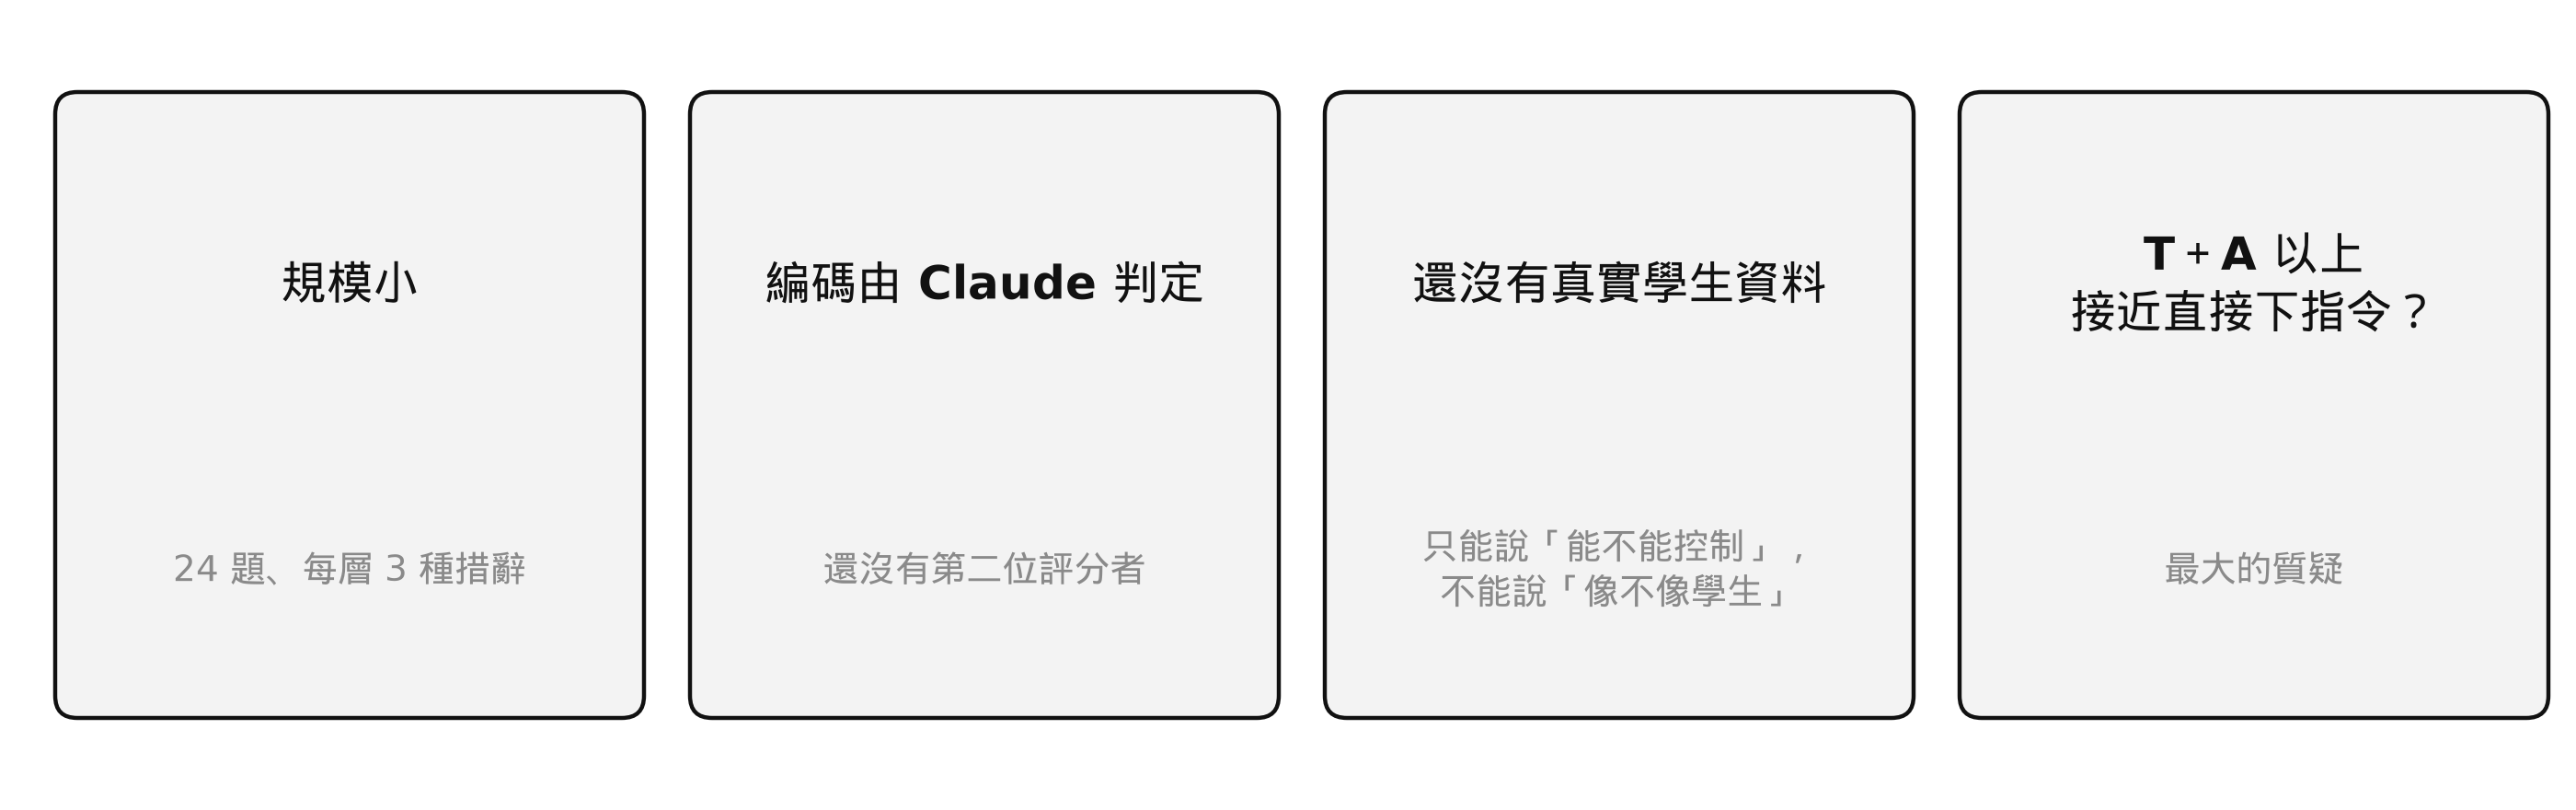 規模小
24 題、每層 3 種措辭
編碼由 Claude 判定
還沒有第二位評分者
還沒有真實學生資料
只能說「能不能控制」,
不能說「像不像學生」
T+A 以上
接近直接下指令？
最大的質疑